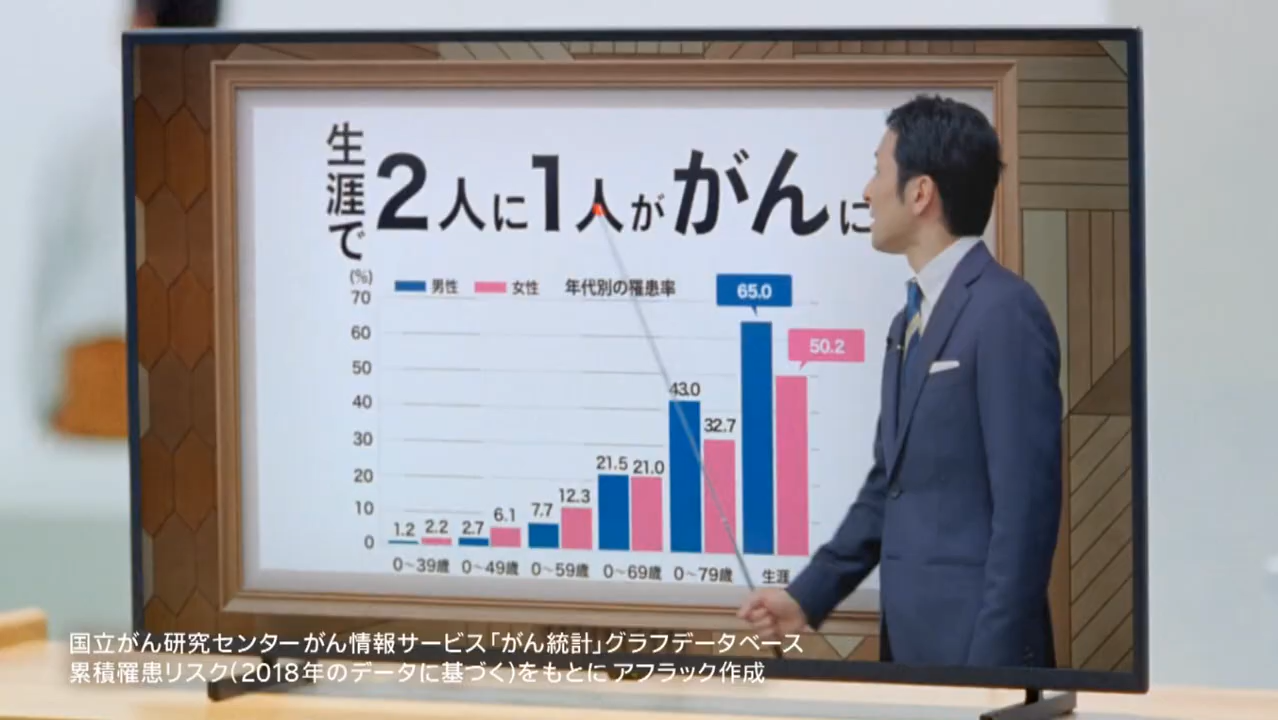 生涯で
2人に1人ががんに
(%)
男性 女性 年代別の罹患率
70
60
50
40
30
20
10
0
1.2 2.2
2.7 6.1
7.7 12.3
21.5 21.0
43.0 32.7
65.0
50.2
0~39歳 0~49歳 0~59歳 0~69歳 0~79歳 生涯
国立がん研究センターがん情報サービス「がん統計」グラフデータベース
累積罹患リスク(2018年のデータに基づく)をもとに アフラック作成